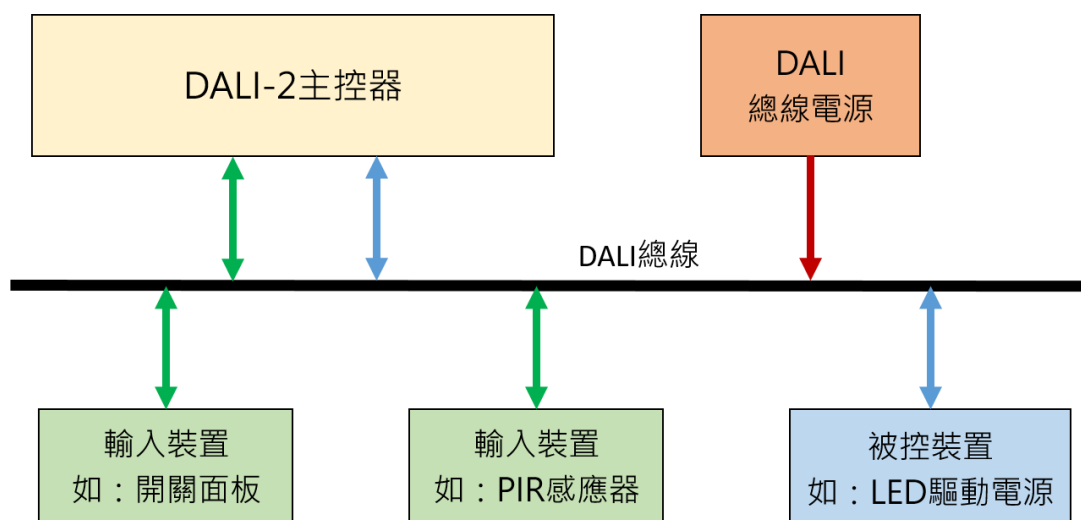 DALI-2主控器
DALI
總線電源
DALI總線
輸入裝置
如：開關面板
輸入裝置
如：PIR感應器
被控裝置
如：LED驅動電源